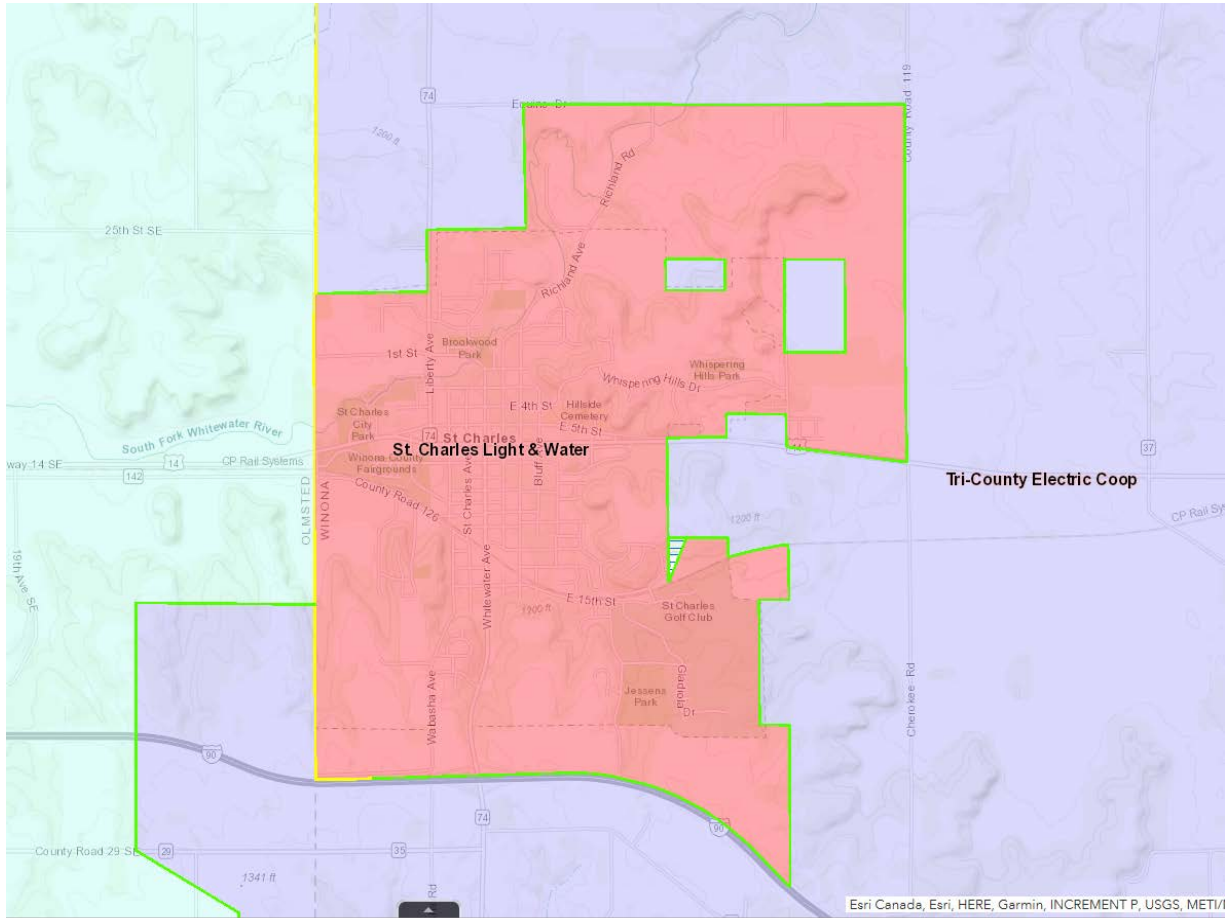 County Road 119
74
Equine Dr
1200 ft
Richland Rd
25th St SE
Richland Ave
Brookwood
Park
1st St
Liberty Ave
Whispering
Hills Park
Whispering Hills Dr
E 4th St
Hillside
Cemetery
E 5th St
St Charles
City
Park
South Fork Whitewater River
74
St Charles
St. Charles Light & Water
14
37
way 14 SE
14
CP Rail Systems
142
Winona County
Fairgrounds
Bluff Ave
Tri-County Electric Coop
County Road 126
St Charles Ave
OLMSTED
WINONA
1200 ft
CP Rail Sys
19th Ave SE
Whitewater Ave
E 15th St
1200 ft
St Charles
Golf Club
Gladiola
Dr
Jessens
Park
Wabasha Ave
Cherokee Rd
90
74
90
County Road 29 SE
29
35
1341 ft
Rd
Esri Canada, Esri, HERE, Garmin, INCREMENT P, USGS, METI/